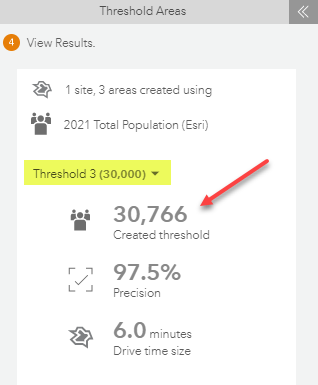 Threshold Areas
4 View Results.
1 site, 3 areas created using
2021 Total Population (Esri)
Threshold 3 (30,000)
30,766
Created threshold
97.5%
Precision
6.0 minutes
Drive time size